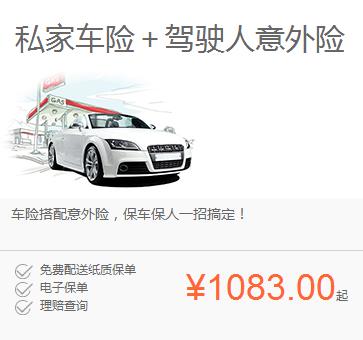 私家车险＋驾驶人意外险
GAS
车险搭配意外险，保车保人一招搞定！
免费配送纸质保单
电子保单
理赔查询
¥1083.00起